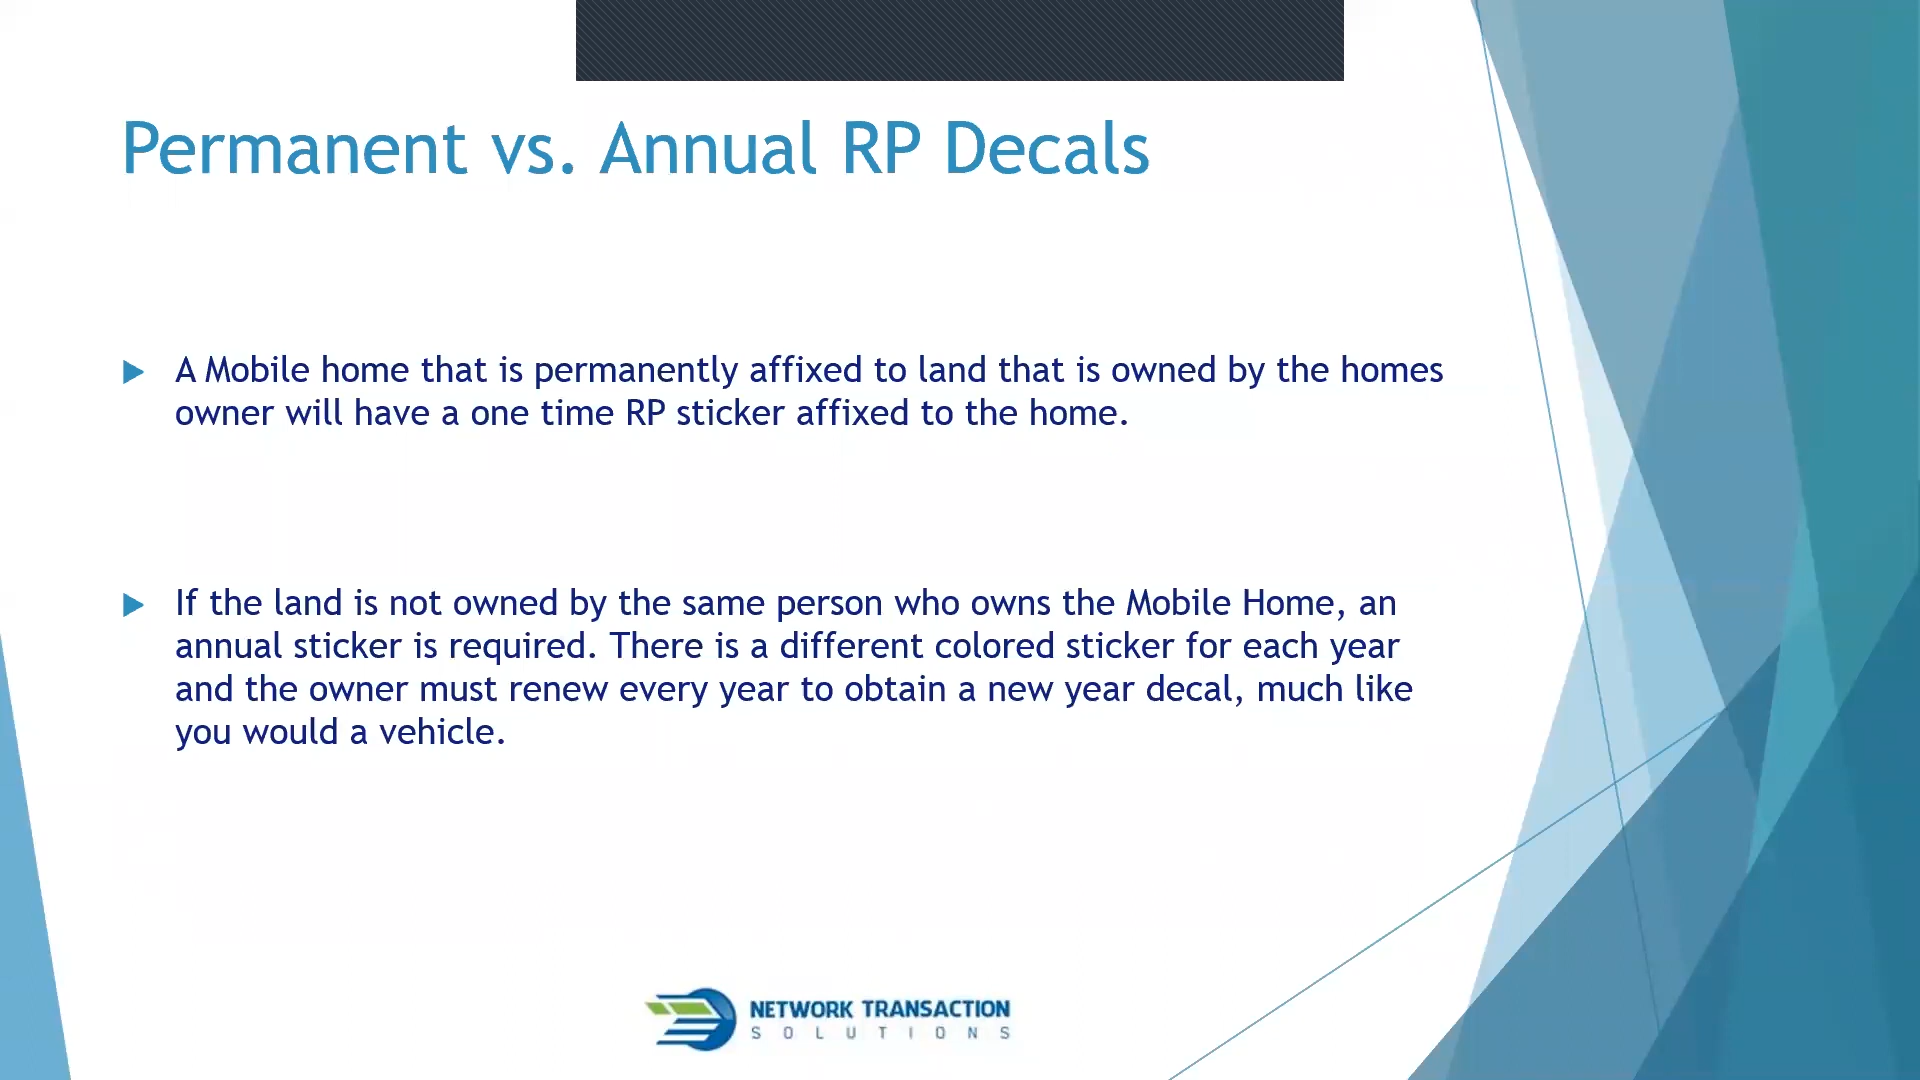 Permanent vs. Annual RP Decals
A Mobile home that is permanently affixed to land that is owned by the homes
owner will have a one time RP sticker affixed to the home.
If the land is not owned by the same person who owns the Mobile Home, an
annual sticker is required. There is a different colored sticker for each year
and the owner must renew every year to obtain a new year decal, much like
you would a vehicle.
NETWORK TRANSACTION
SOLUTIONS